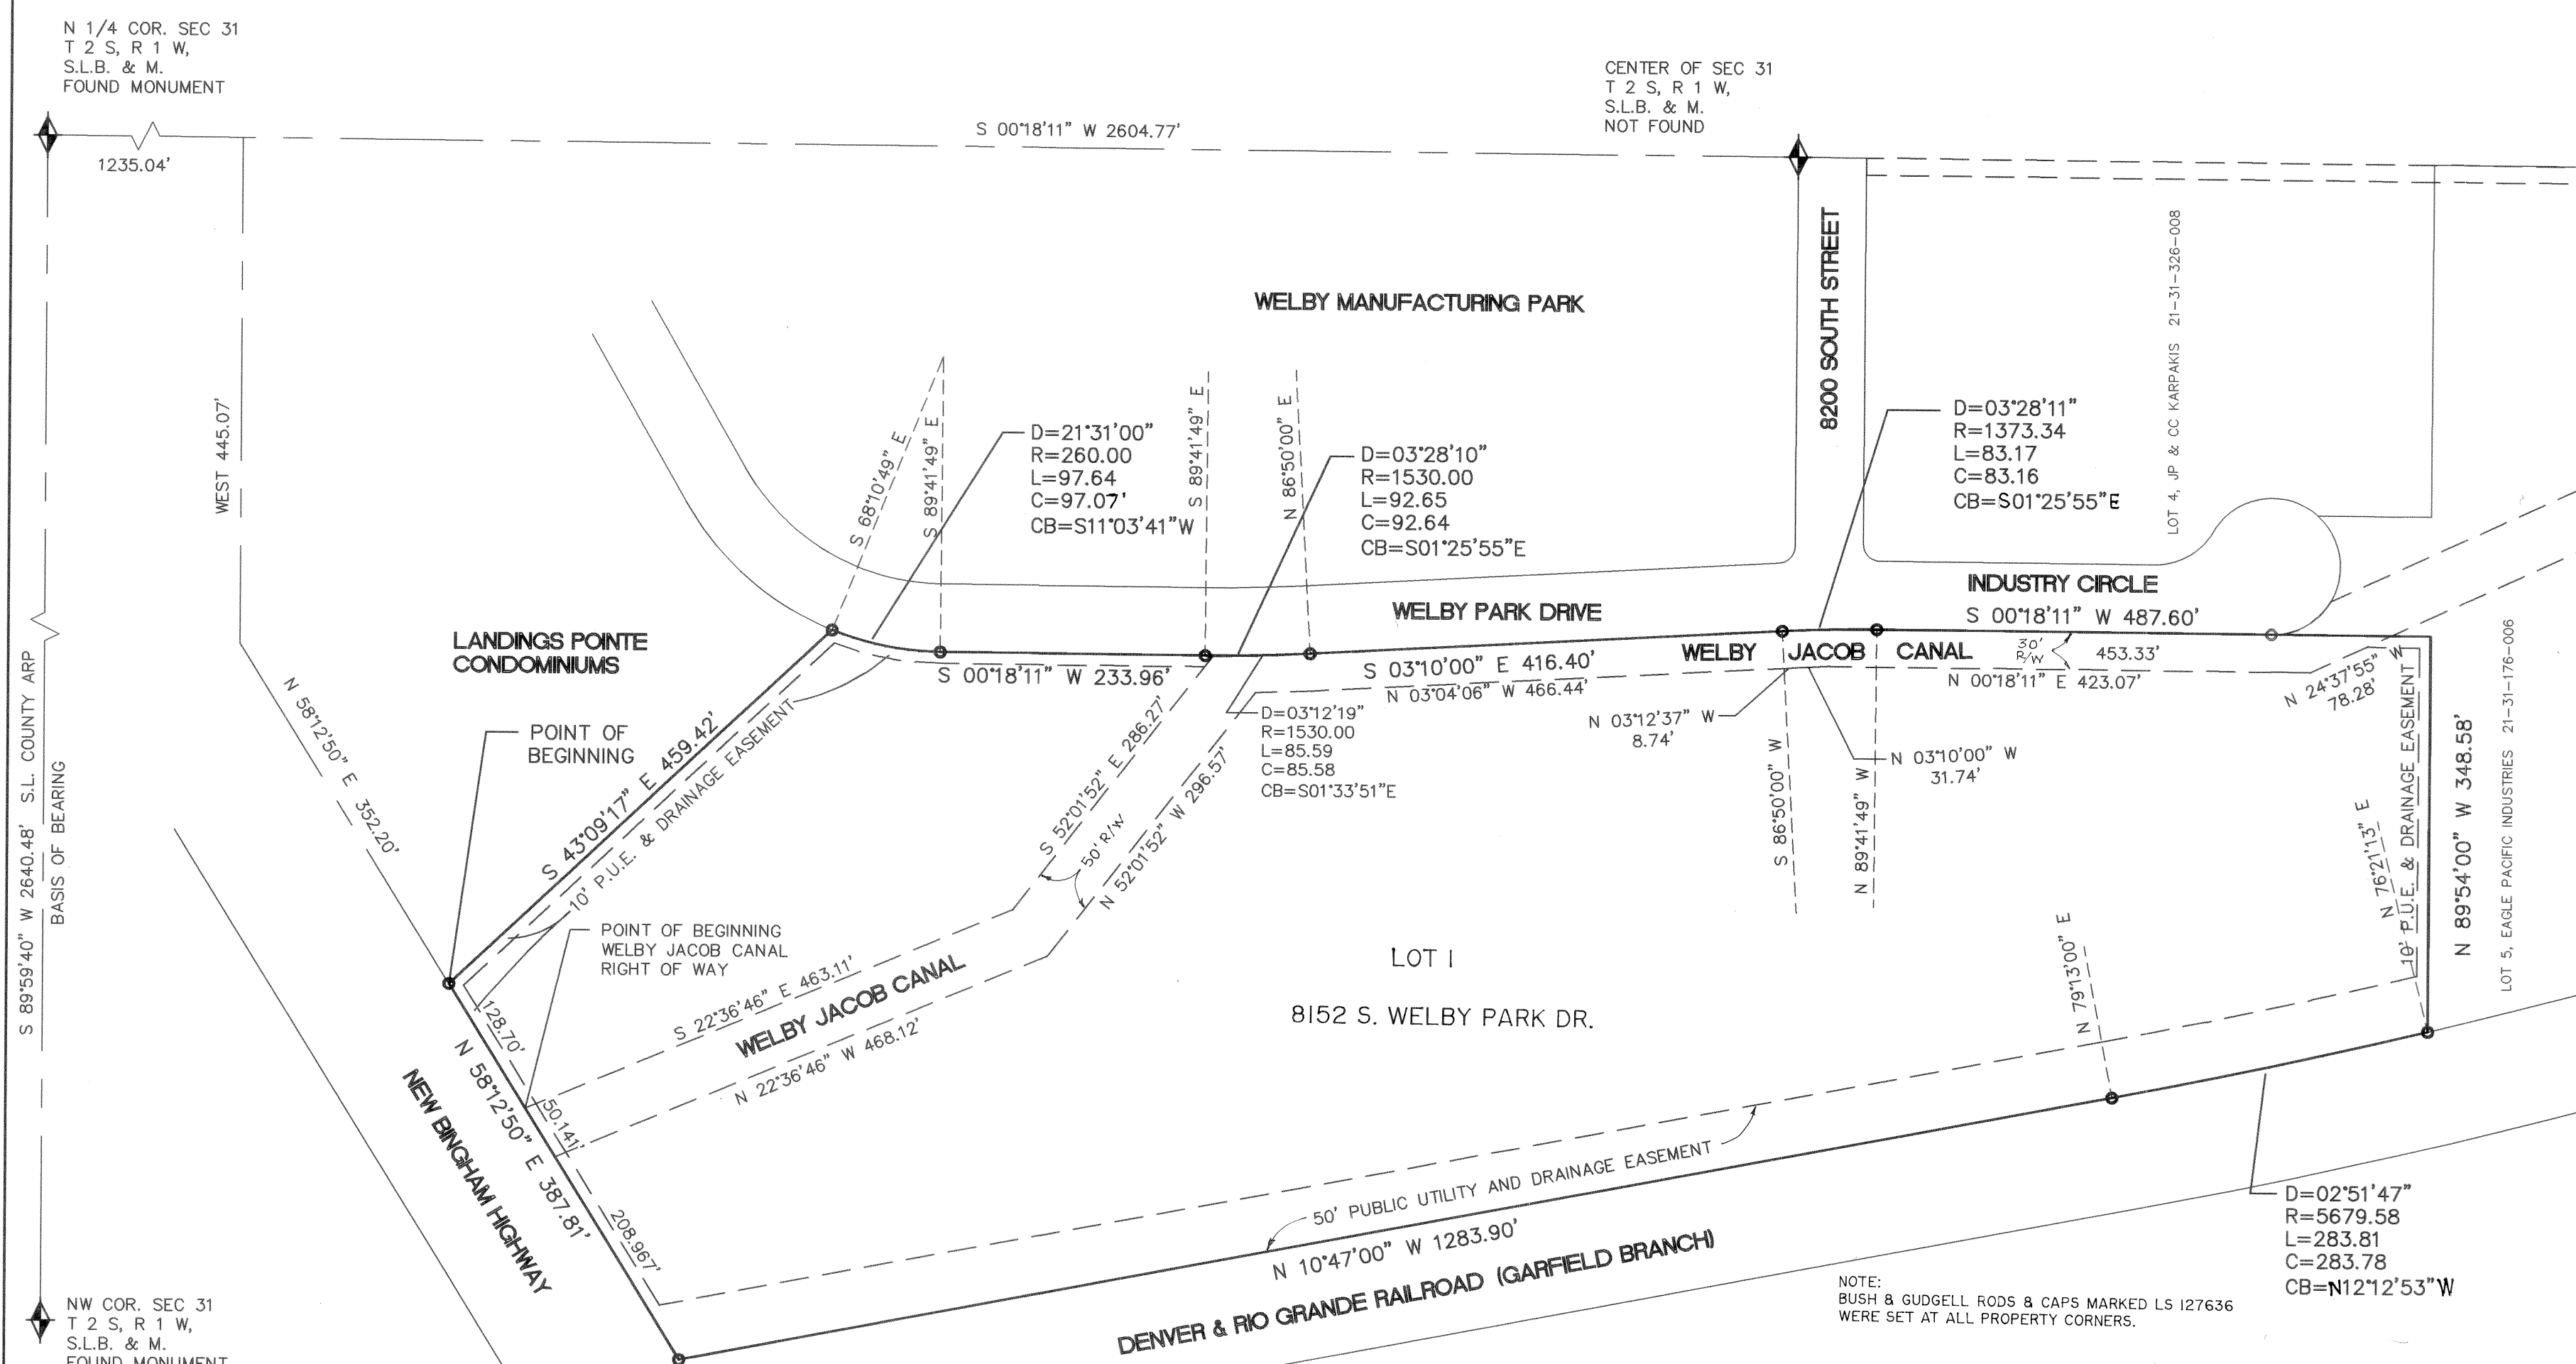 N 1/4 COR. SEC 31
T 2 S, R 1 W,
S.L.B. & M.
FOUND MONUMENT
1235.04'
S 00°18'11" W 2604.77'
CENTER OF SEC 31
T 2 S, R 1 W,
S.L.B. & M.
NOT FOUND
WEST 445.07'
WELBY MANUFACTURING PARK
8200 SOUTH STREET
LOT 4, JP & CC KARPAKIS 21-31-326-008
S 68°10'49" E
S 89°41'49" E
D=21°31'00"
R=260.00
L=97.64
C=97.07'
CB=S11°03'41"W
S 89°41'49" E
N 86°50'00" E
D=03°28'10"
R=1530.00
L=92.65
C=92.64
CB=S01°25'55"E
D=03°28'11"
R=1373.34
L=83.17
C=83.16
CB=S01°25'55"E
INDUSTRY CIRCLE
S 00°18'11" W 487.60'
WELBY PARK DRIVE
LANDINGS POINTE
CONDOMINIUMS
S 00°18'11" W 233.96'
S 03°10'00" E 416.40'
N 03°04'06" W 466.44'
WELBY JACOB CANAL
30'
R/W
453.33'
N 00°18'11" E 423.07'
N 24°37'55" W
78.28'
N 58°12'50" E 352.20'
POINT OF
BEGINNING
S 43°09'17" E 459.42'
10' P.U.E. & DRAINAGE EASEMENT
S 52°01'52" E 286.27'
50' R/W
N 52°01'52" W 296.57'
D=03°12'19"
R=1530.00
L=85.59
C=85.58
CB=S01°33'51"E
N 03°12'37" W
8.74'
N 03°10'00" W
31.74'
S 86°50'00" W
N 89°41'49" W
S 89°59'40" W 2640.48' S.L. COUNTY ARP
BASIS OF BEARING
POINT OF BEGINNING
WELBY JACOB CANAL
RIGHT OF WAY
S 22°36'46" E 463.11'
WELBY JACOB CANAL
N 22°36'46" W 468.12'
LOT 1
8152 S. WELBY PARK DR.
N 79°13'00" E
N 76°21'13" E
10' P.U.E. & DRAINAGE EASEMENT
N 89°54'00" W 348.58'
LOT 5, EAGLE PACIFIC INDUSTRIES 21-31-176-006
128.70'
50.141'
208.967'
N 58°12'50" E 387.81'
NEW BINGHAM HIGHWAY
50' PUBLIC UTILITY AND DRAINAGE EASEMENT
N 10°47'00" W 1283.90'
DENVER & RIO GRANDE RAILROAD (GARFIELD BRANCH)
D=02°51'47"
R=5679.58
L=283.81
C=283.78
CB=N12°12'53"W
NOTE:
BUSH & GUDGELL RODS & CAPS MARKED LS 127636
WERE SET AT ALL PROPERTY CORNERS.
NW COR. SEC 31
T 2 S, R 1 W,
S.L.B. & M.
FOUND MONUMENT